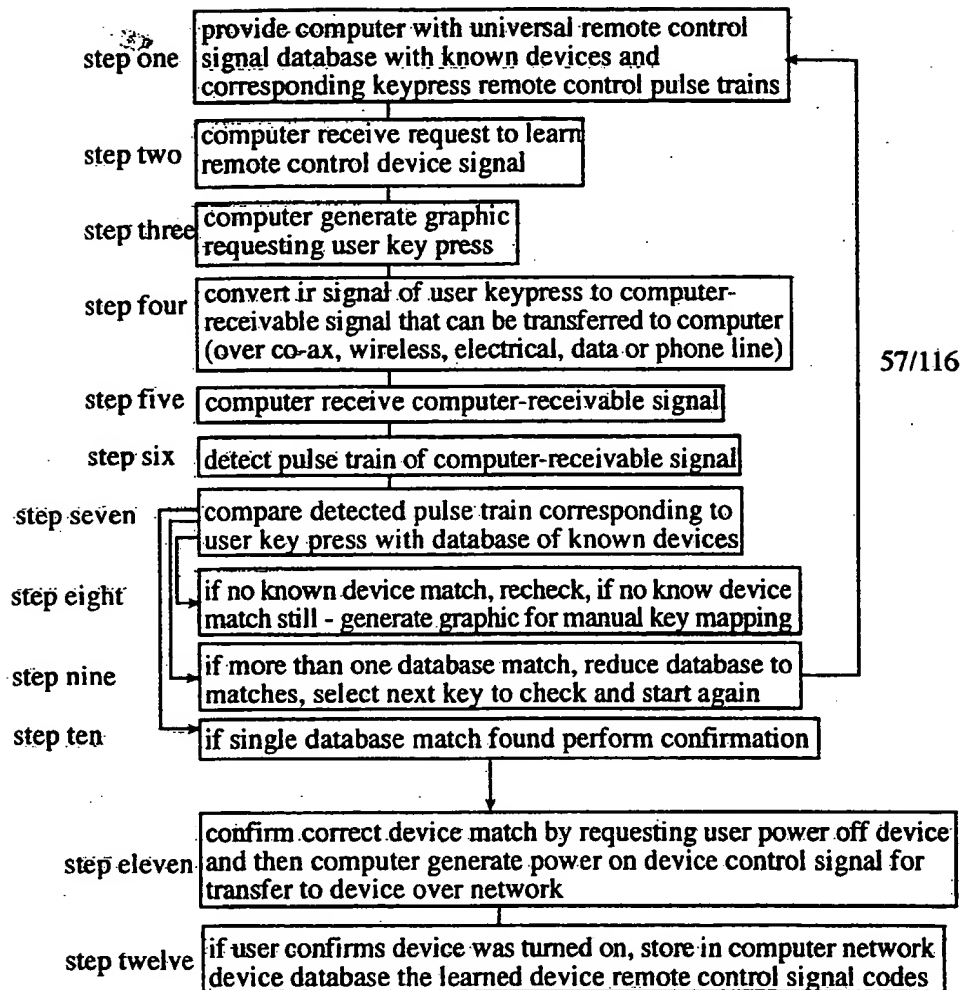 step one
provide computer with universal remote control
signal database with known devices and
corresponding keypress remote control pulse trains
step two
computer receive request to learn
remote control device signal
step three
computer generate graphic
requesting user key press
step four
convert ir signal of user keypress to computer-
receivable signal that can be transferred to computer
(over co-ax, wireless, electrical, data or phone line)
57/116
step five
computer receive computer-receivable signal
step six
detect pulse train of computer-receivable signal
step seven
compare detected pulse train corresponding to
user key press with database of known devices
step eight
if no known device match, recheck, if no know device
match still - generate graphic for manual key mapping
step nine
if more than one database match, reduce database to
matches, select next key to check and start again
step ten
if single database match found perform confirmation
step eleven
confirm correct device match by requesting user power off device
and then computer generate power on device control signal for
transfer to device over network
step twelve
if user confirms device was turned on, store in computer network
device database the learned device remote control signal codes